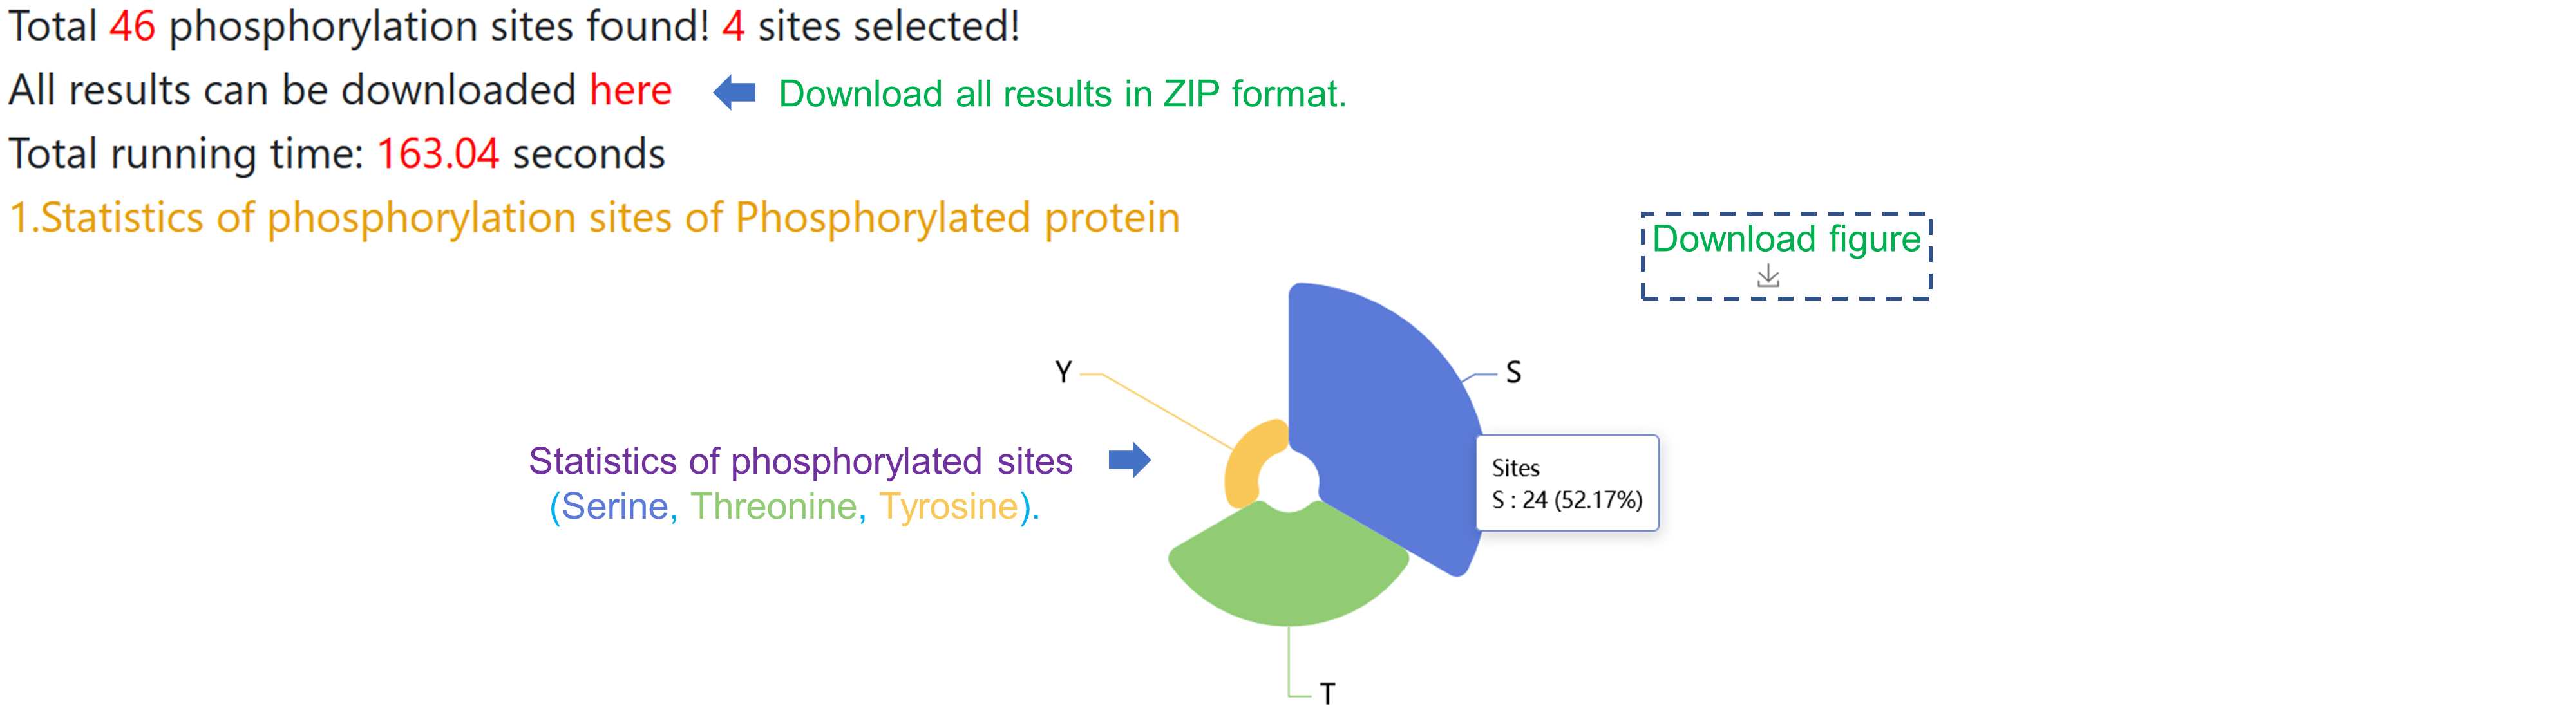 Total 46 phosphorylation sites found! 4 sites selected!
All results can be downloaded here
Download all results in ZIP format.
Total running time: 163.04 seconds
1.Statistics of phosphorylation sites of Phosphorylated protein
Download figure
Y
S
Statistics of phosphorylated sites
(Serine, Threonine, Tyrosine).
Sites
S : 24 (52.17%)
T